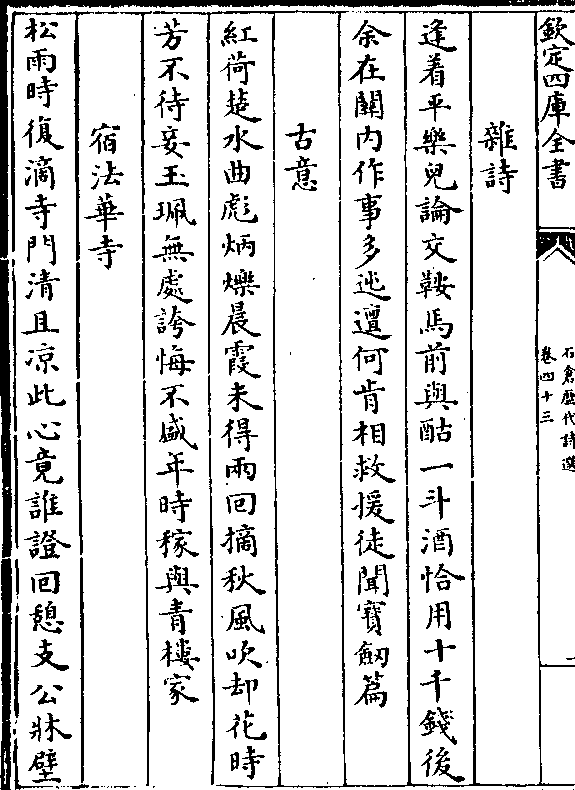 欽定四庫全書
石倉歷代詩選
卷四十三
雜詩
逢着平樂兒論交鞍馬前與酤一斗酒恰用十千錢後
余在關内作事多迍邅何肯相救援徒聞寶劒篇
古意
紅荷楚水曲彪炳爍晨霞未得兩回摘秋風吹却花時
芳不待妾玉珮無處誇悔不盛年時稼與青樓家
宿法華寺
松雨時復滴寺門清且凉此心竟誰證回憩支公牀壁